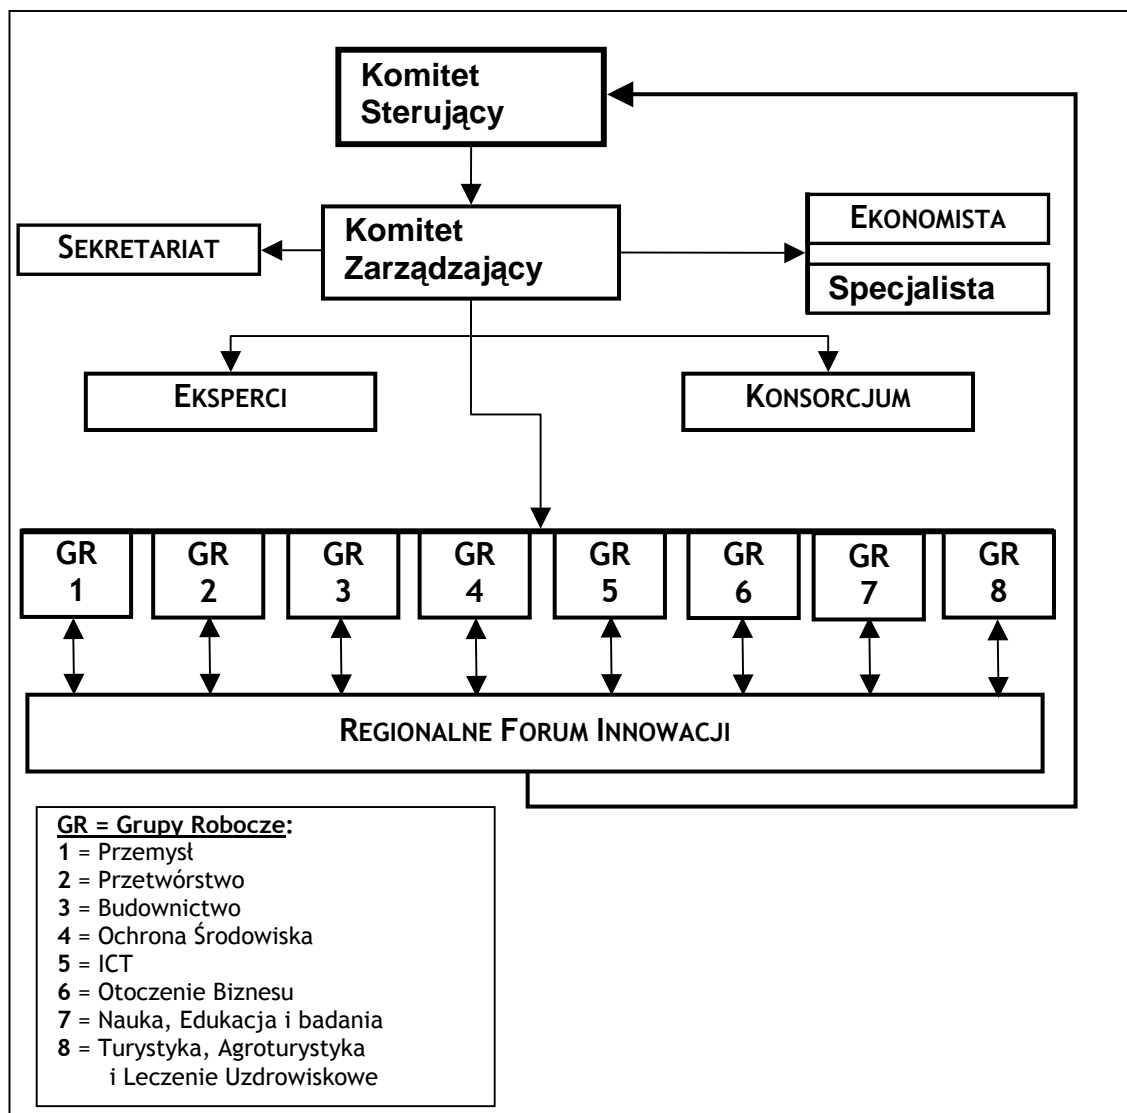 Komitet
Sterujący
Komitet
Zarządzający
SEKRETARIAT
EKONOMISTA
Specjalista
EKSPERCI
KONSORCJUM
GR
1
GR
2
GR
3
GR
4
GR
5
GR
6
GR
7
GR
8
REGIONALNE FORUM INNOWACJI
GR = Grupy Robocze:
1 = Przemysł
2 = Przetwórstwo
3 = Budownictwo
4 = Ochrona Środowiska
5 = ICT
6 = Otoczenie Biznesu
7 = Nauka, Edukacja i badania
8 = Turystyka, Agroturystyka
i Leczenie Uzdrowiskowe